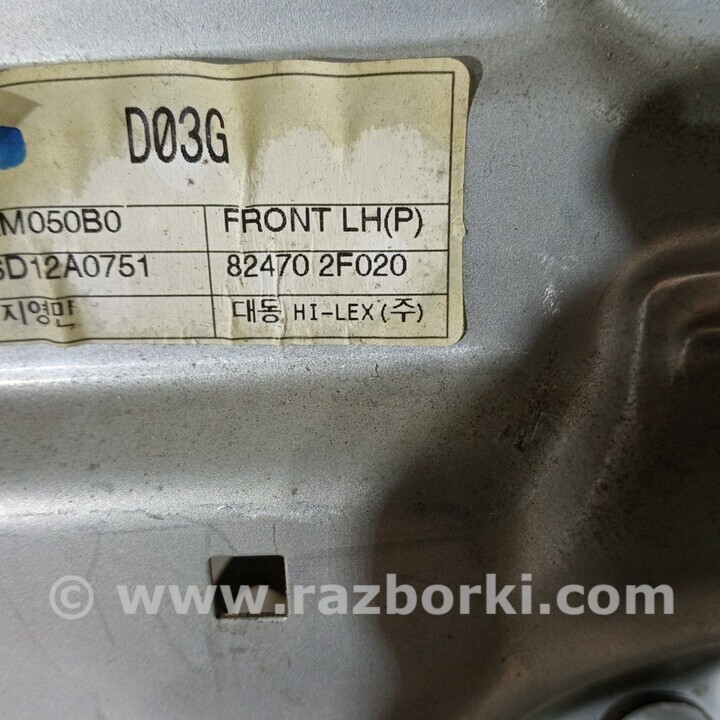 D03G
M050B0 FRONT LH(P)
D12A0751 82470 2F020
지영만 대동 HI-LEX(주)
© www.razborki.com